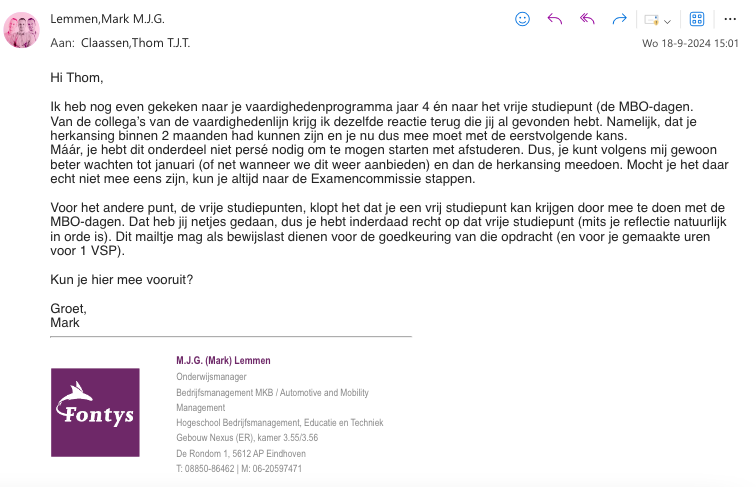 Lemmen,Mark M.J.G.
Aan: Claassen,Thom T.J.T.
Wo 18-9-2024 15:01
Hi Thom,
Ik heb nog even gekeken naar je vaardighedenprogramma jaar 4 én naar het vrije studiepunt (de MBO-dagen.
Van de collega's van de vaardighedenlijn krijg ik dezelfde reactie terug die jij al gevonden hebt. Namelijk, dat je
herkansing binnen 2 maanden had kunnen zijn en je nu dus mee moet met de eerstvolgende kans.
Máár, je hebt dit onderdeel niet persé nodig om te mogen starten met afstuderen. Dus, je kunt volgens mij gewoon
beter wachten tot januari (of net wanneer we dit weer aanbieden) en dan de herkansing meedoen. Mocht je het daar
echt niet mee eens zijn, kun je altijd naar de Examencommissie stappen.
Voor het andere punt, de vrije studiepunten, klopt het dat je een vrij studiepunt kan krijgen door mee te doen met de
MBO-dagen. Dat heb jij netjes gedaan, dus je hebt inderdaad recht op dat vrije studiepunt (mits je reflectie natuurlijk
in orde is). Dit mailtje mag als bewijslast dienen voor de goedkeuring van die opdracht (en voor je gemaakte uren
voor 1 VSP).
Kun je hier mee vooruit?
Groet,
Mark
M.J.G. (Mark) Lemmen
Onderwijsmanager
Bedrijfsmanagement MKB / Automotive and Mobility
Management
Hogeschool Bedrijfsmanagement, Educatie en Techniek
Gebouw Nexus (ER), kamer 3.55/3.56
De Rondom 1, 5612 AP Eindhoven
T: 08850-86462 | M: 06-20597471
Fontys